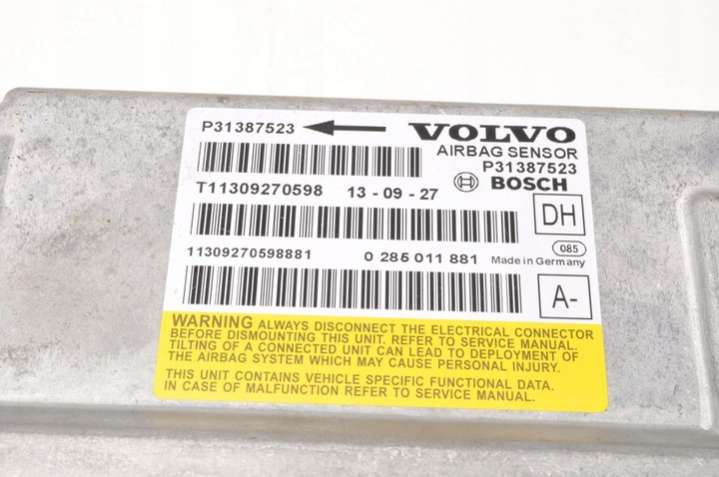 P31387523 VOLVO
AIRBAG SENSOR
P31387523
BOSCH
T11309270598 13-09-27
DH
085
11309270598881 0 285 011 881 Made in Germany
A-
WARNING ALWAYS DISCONNECT THE ELECTRICAL CONNECTOR
BEFORE DISMOUNTING THIS UNIT. REFER TO SERVICE MANUAL.
TILTING OF A CONNECTED UNIT CAN LEAD TO DEPLOYMENT OF
THE AIRBAG SYSTEM WHICH MAY CAUSE PERSONAL INJURY.
THIS UNIT CONTAINS VEHICLE SPECIFIC FUNCTIONAL DATA.
IN CASE OF MALFUNCTION REFER TO SERVICE MANUAL.